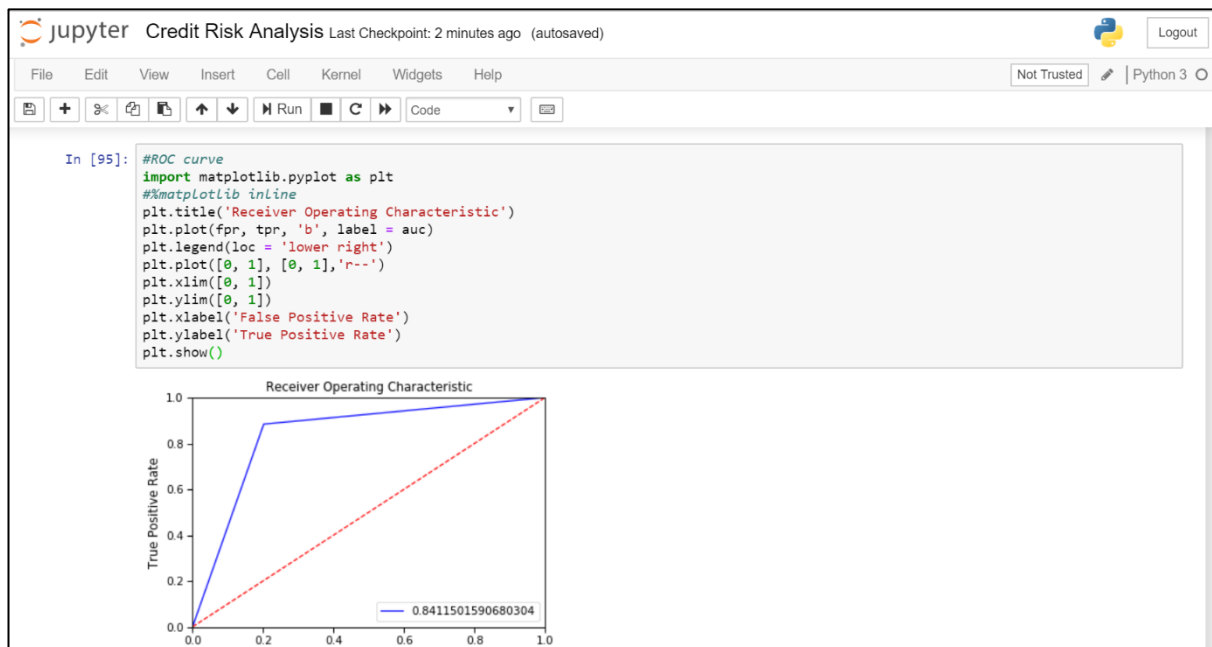 jupyter Credit Risk Analysis Last Checkpoint: 2 minutes ago (autosaved) Logout
File Edit View Insert Cell Kernel Widgets Help Not Trusted Python 3
Run Code
In [95]: #ROC curve
import matplotlib.pyplot as plt
#%matplotlib inline
plt.title('Receiver Operating Characteristic')
plt.plot(fpr, tpr, 'b', label = auc)
plt.legend(loc = 'lower right')
plt.plot([0, 1], [0, 1],'r--')
plt.xlim([0, 1])
plt.ylim([0, 1])
plt.xlabel('False Positive Rate')
plt.ylabel('True Positive Rate')
plt.show()
Receiver Operating Characteristic
True Positive Rate
1.0
0.8
0.6
0.4
0.2
0.0
0.8411501590680304
0.0 0.2 0.4 0.6 0.8 1.0